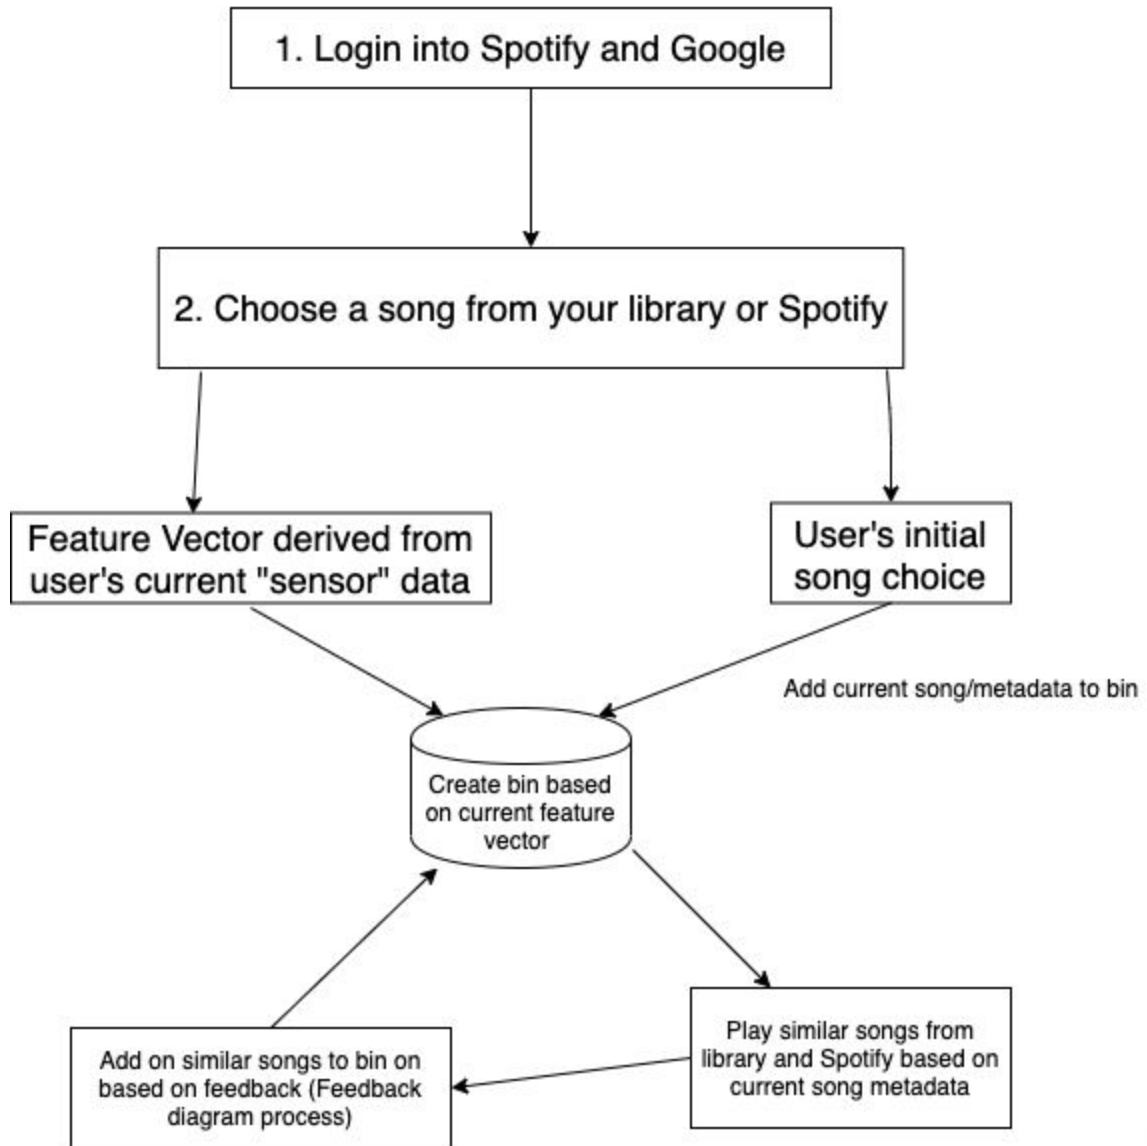 1. Login into Spotify and Google
2. Choose a song from your library or Spotify
Feature Vector derived from
user's current "sensor" data
User's initial
song choice
Add current song/metadata to bin
Create bin based
on current feature
vector
Play similar songs from
library and Spotify based on
current song metadata
Add on similar songs to bin on
based on feedback (Feedback
diagram process)